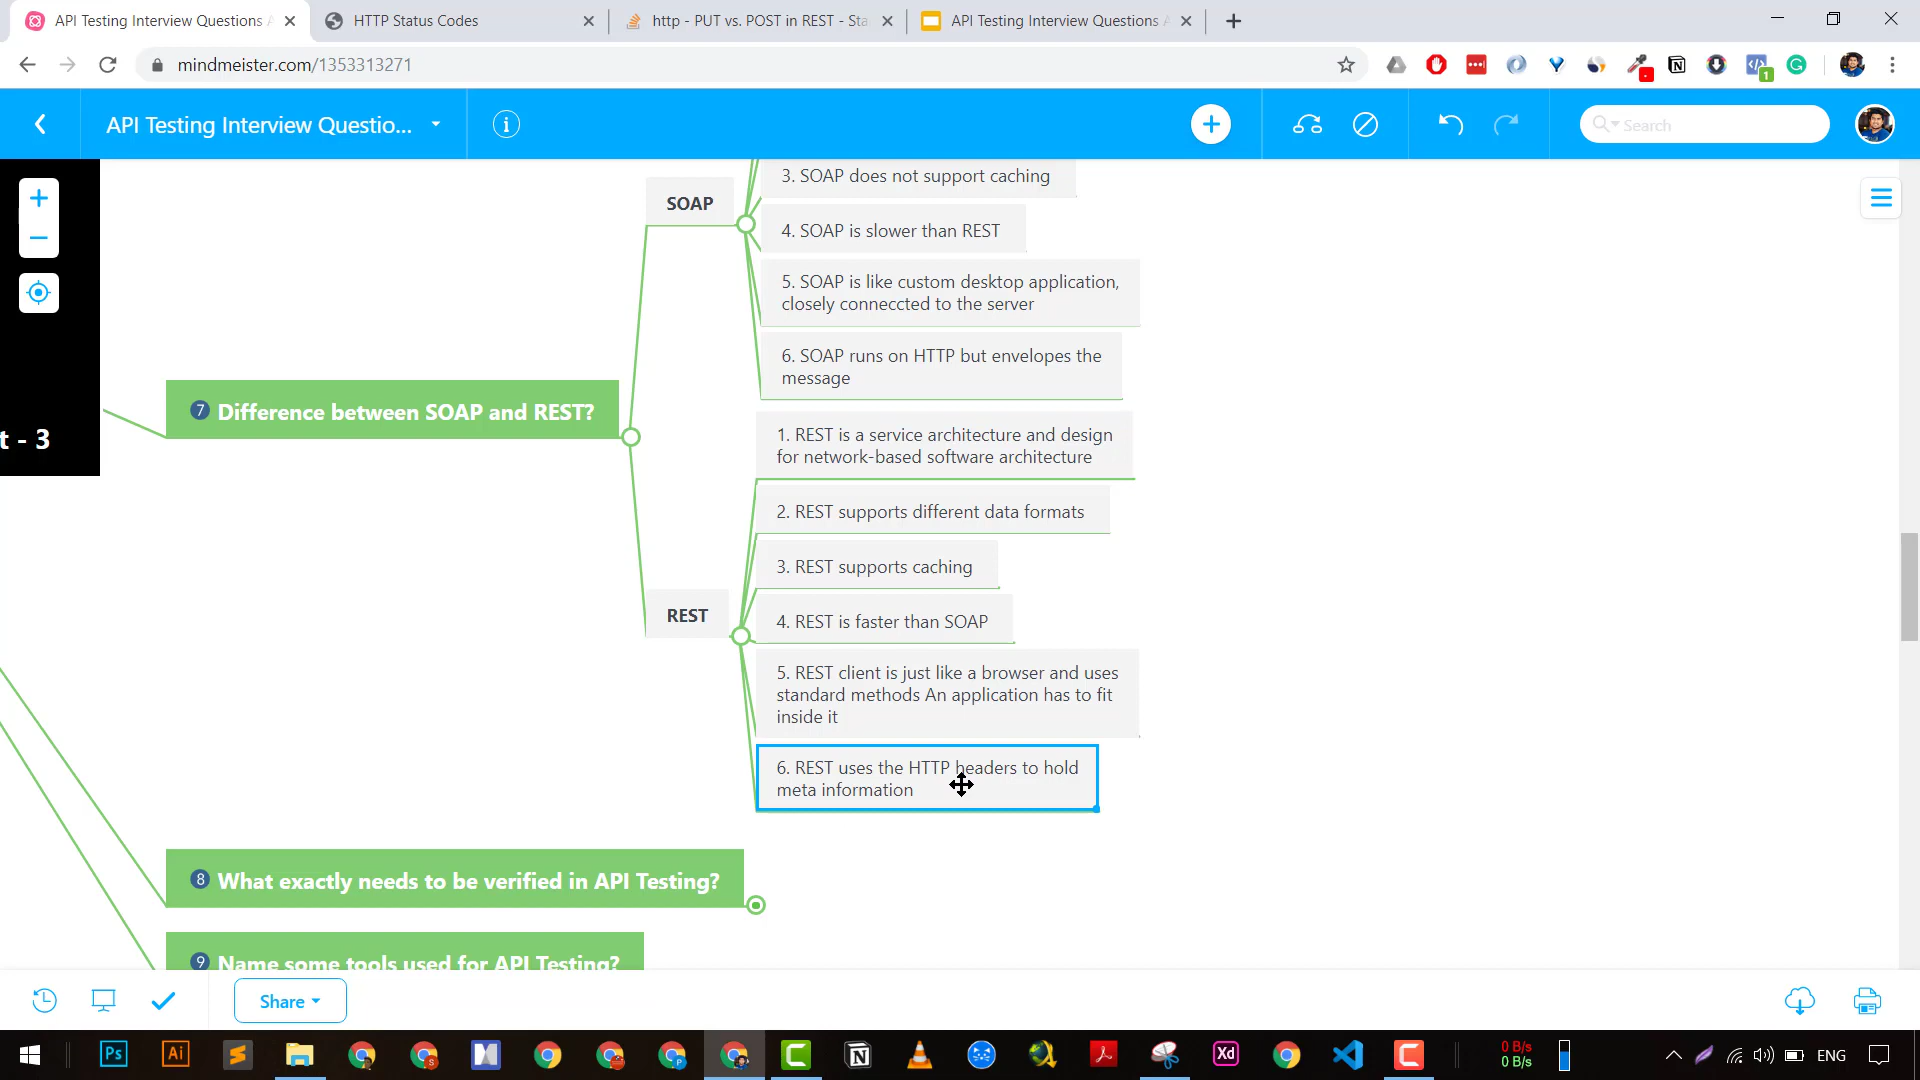 API Testing Interview Questions A
HTTP Status Codes
http - PUT vs. POST in REST - Sta
API Testing Interview Questions A
mindmeister.com/1353313271
1
API Testing Interview Questio...
Search
3. SOAP does not support caching
SOAP
4. SOAP is slower than REST
5. SOAP is like custom desktop application,
closely conneccted to the server
6. SOAP runs on HTTP but envelopes the
message
7 Difference between SOAP and REST?
t - 3
1. REST is a service architecture and design
for network-based software architecture
2. REST supports different data formats
3. REST supports caching
REST
4. REST is faster than SOAP
5. REST client is just like a browser and uses
standard methods An application has to fit
inside it
6. REST uses the HTTP headers to hold
meta information
8 What exactly needs to be verified in API Testing?
9 Name some tools used for API Testing?
Share
Ps
Ai
Xd
0 B/s
0 B/s
ENG